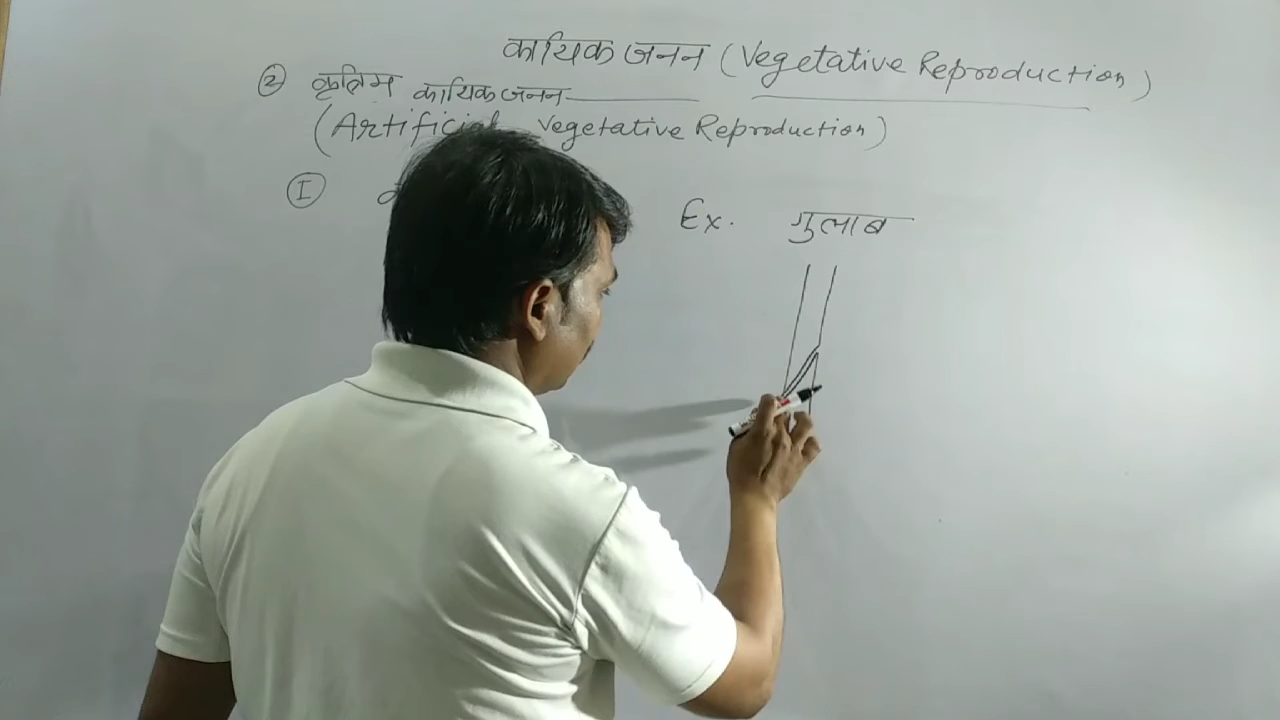 कायिक जनन (Vegetative Reproduction)
② कृत्रिम कायिक जनन
(Artificial Vegetative Reproduction)
Ⓘ
Ex. गुलाब